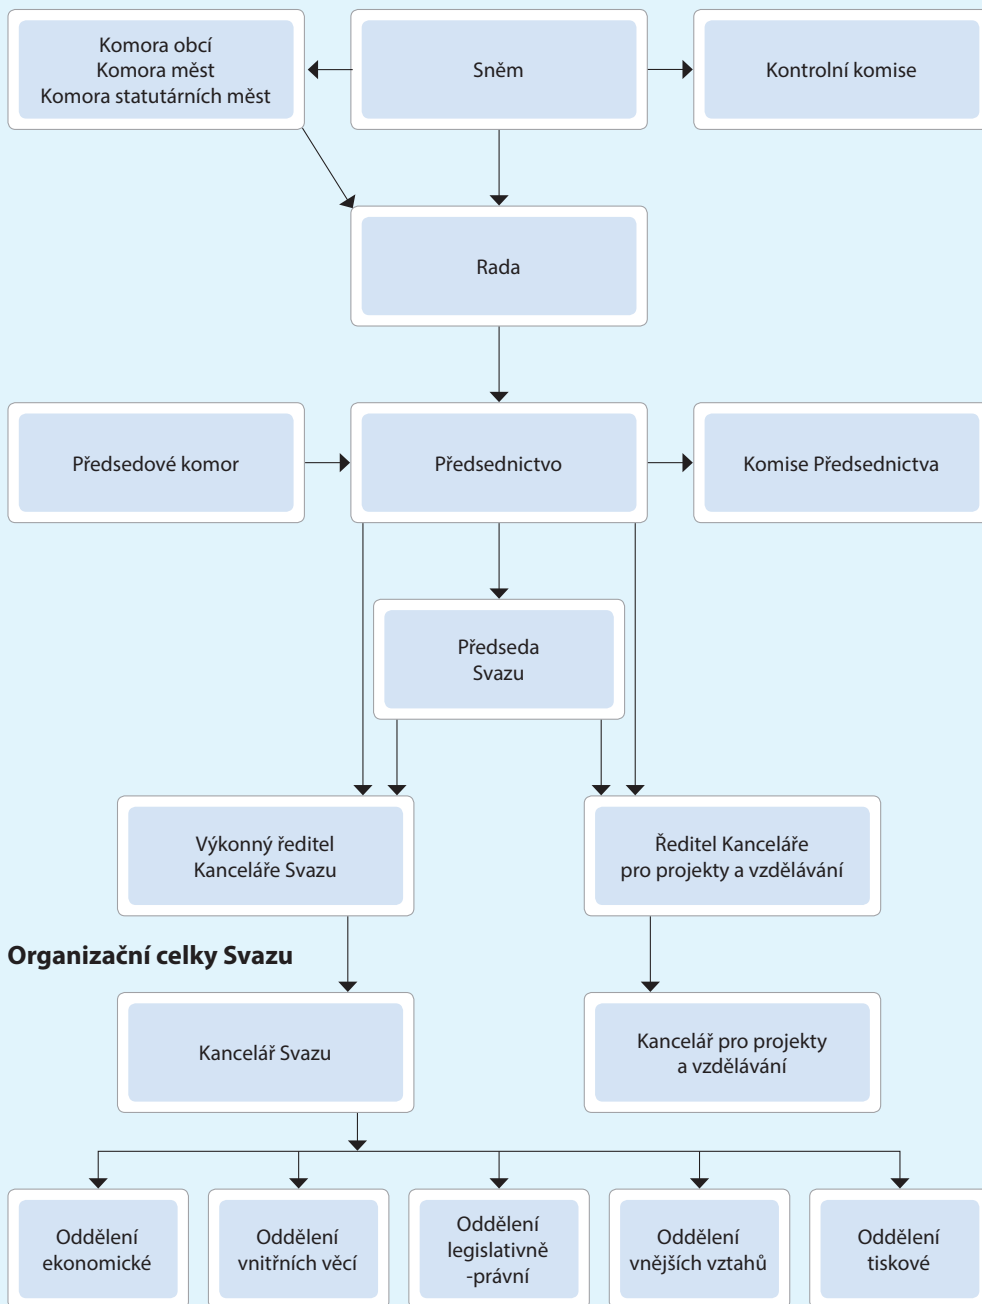 Komora obcí
Komora měst
Komora statutárních měst
Sněm
Kontrolní komise
Rada
Předsedové komor
Předsednictvo
Komise Předsednictva
Předseda
Svazu
Výkonný ředitel
Kanceláře Svazu
Ředitel Kanceláře
pro projekty a vzdělávání
Organizační celky Svazu
Kancelář Svazu
Kancelář pro projekty
a vzdělávání
Oddělení
ekonomické
Oddělení
vnitřních věcí
Oddělení
legislativně
-právní
Oddělení
vnějších vztahů
Oddělení
tiskové